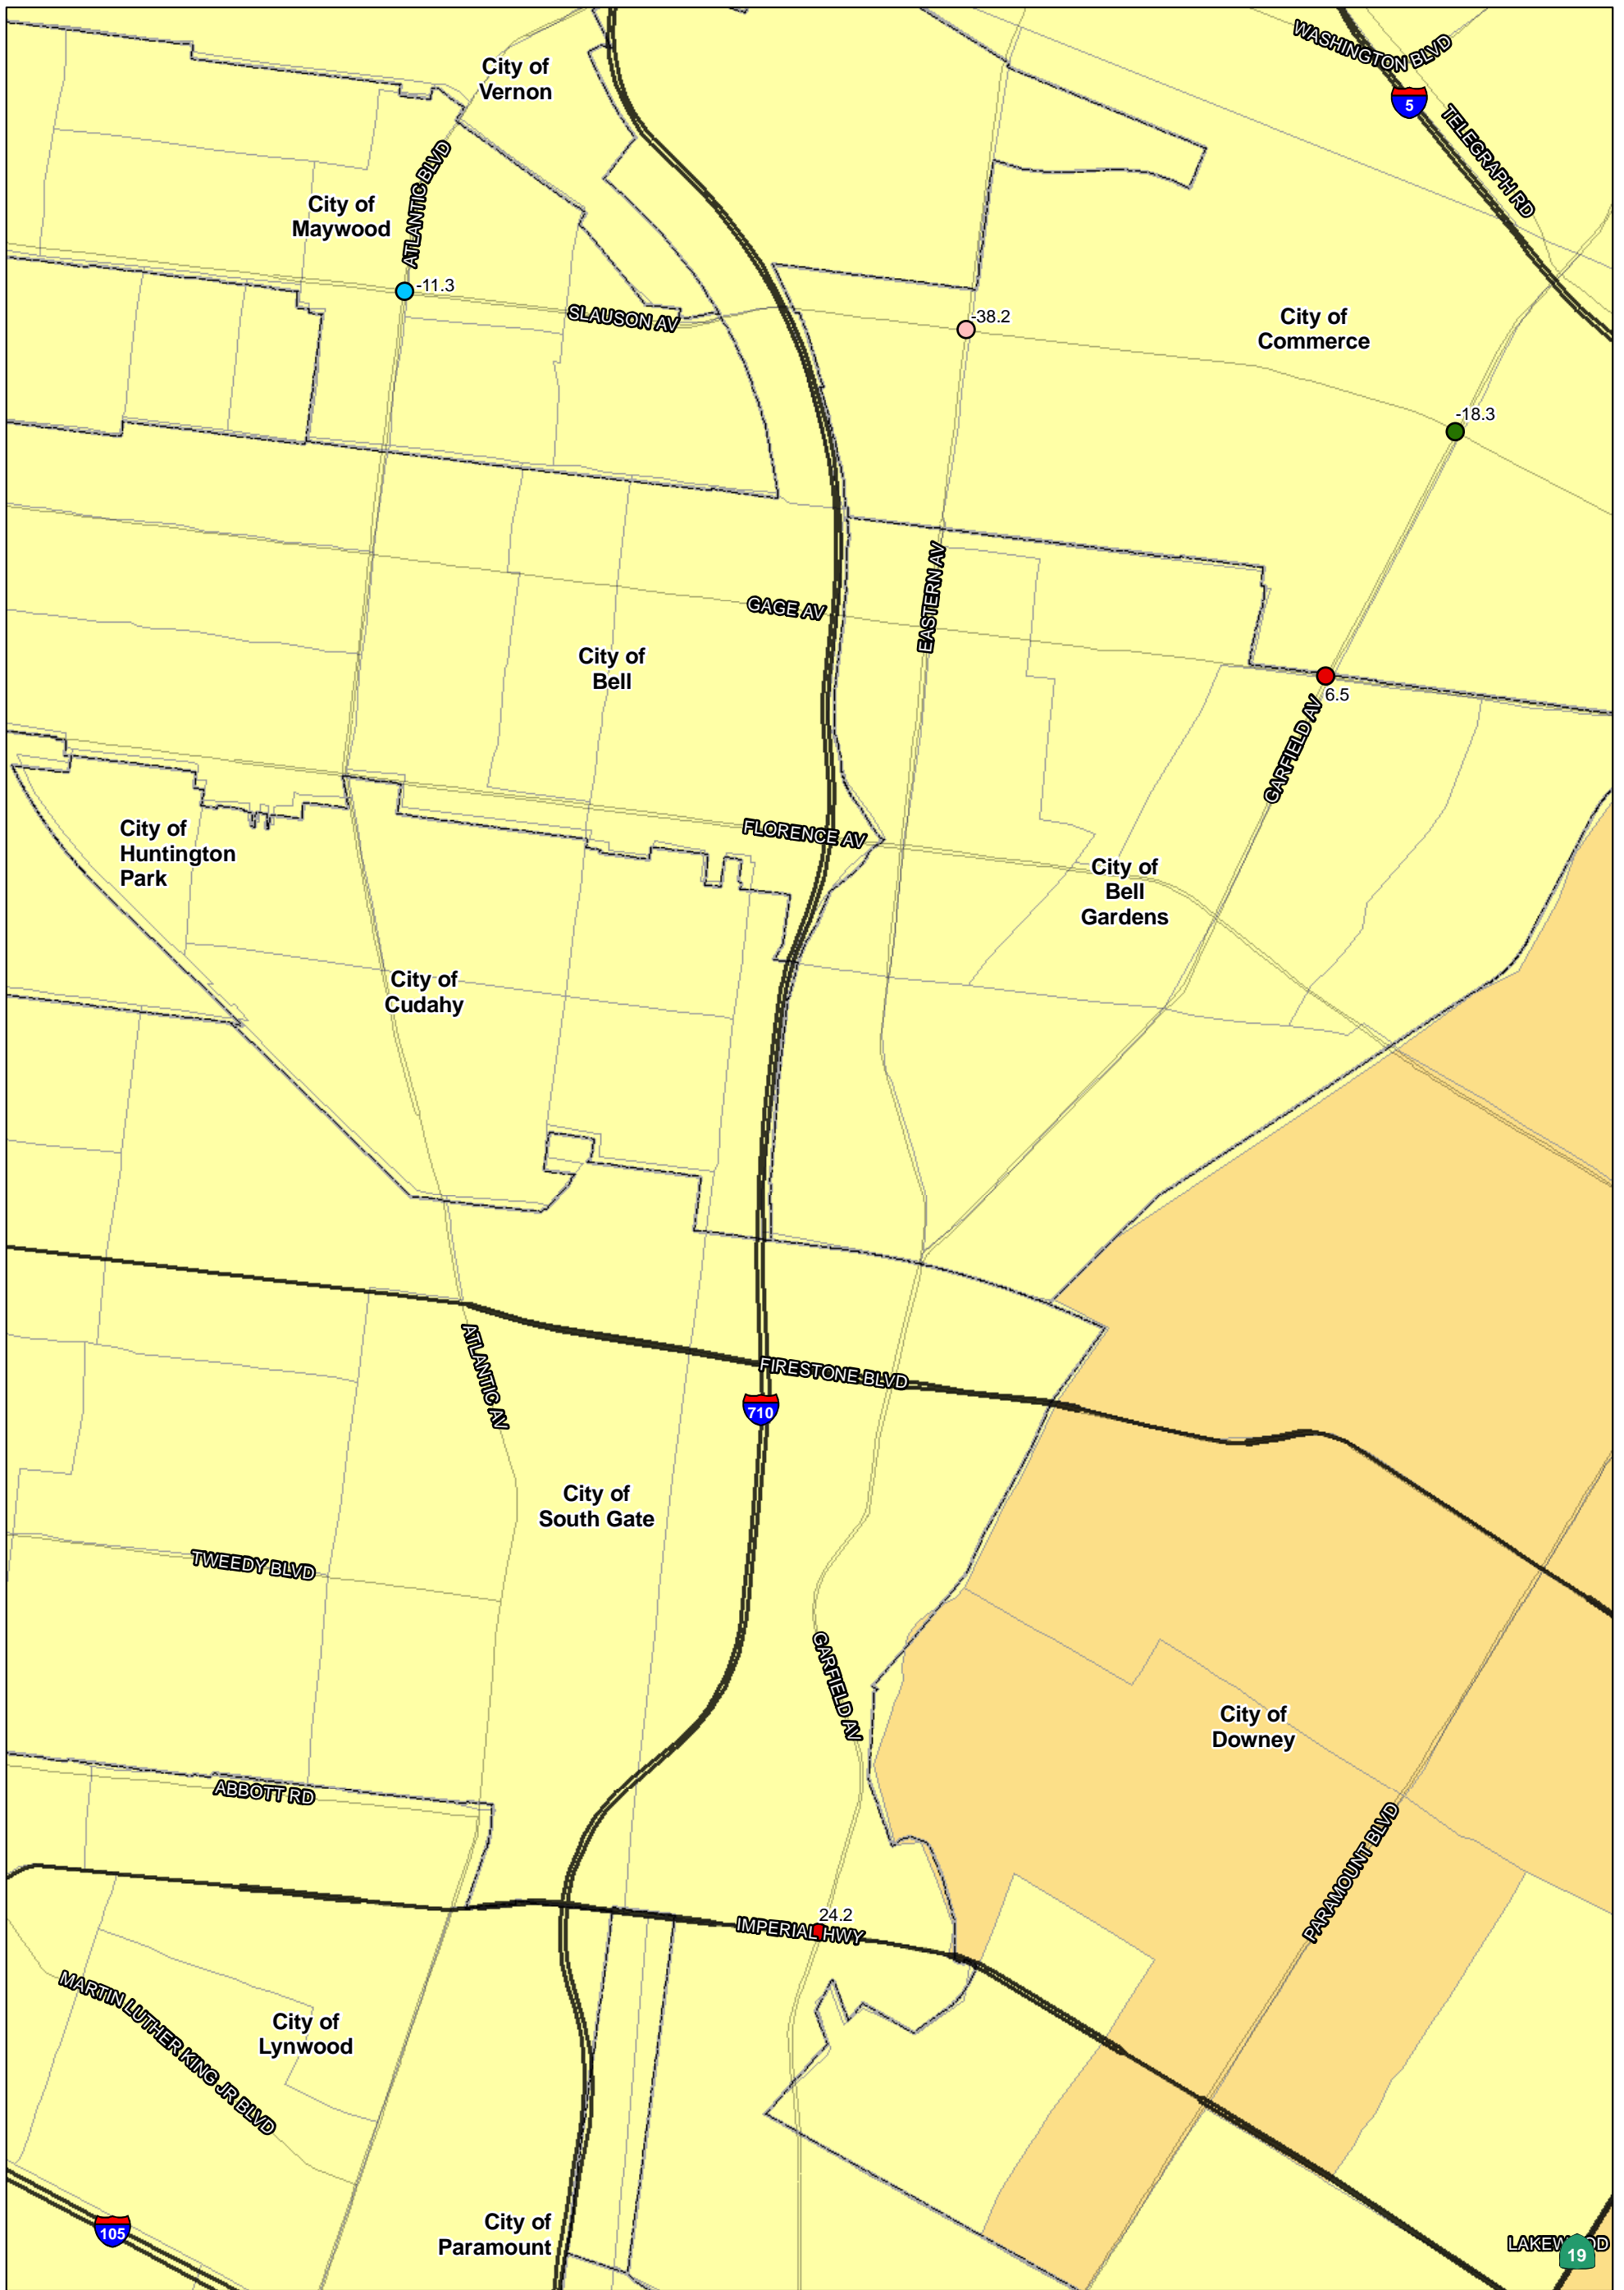 WASHINGTON BLVD
City of
Vernon
5
TELEGRAPH RD
ATLANTIC BLVD
City of
Maywood
-11.3
SLAUSON AV
-38.2
City of
Commerce
-18.3
EASTERN AV
GAGE AV
City of
Bell
6.5
GARFIELD AV
City of
Huntington
Park
FLORENCE AV
City of
Bell
Gardens
City of
Cudahy
ATLANTIC AV
FIRESTONE BLVD
710
City of
South Gate
TWEEDY BLVD
GARFIELD AV
City of
Downey
ABBOTT RD
PARAMOUNT BLVD
24.2
IMPERIAL HWY
MARTIN LUTHER KING JR BLVD
City of
Lynwood
105
City of
Paramount
19